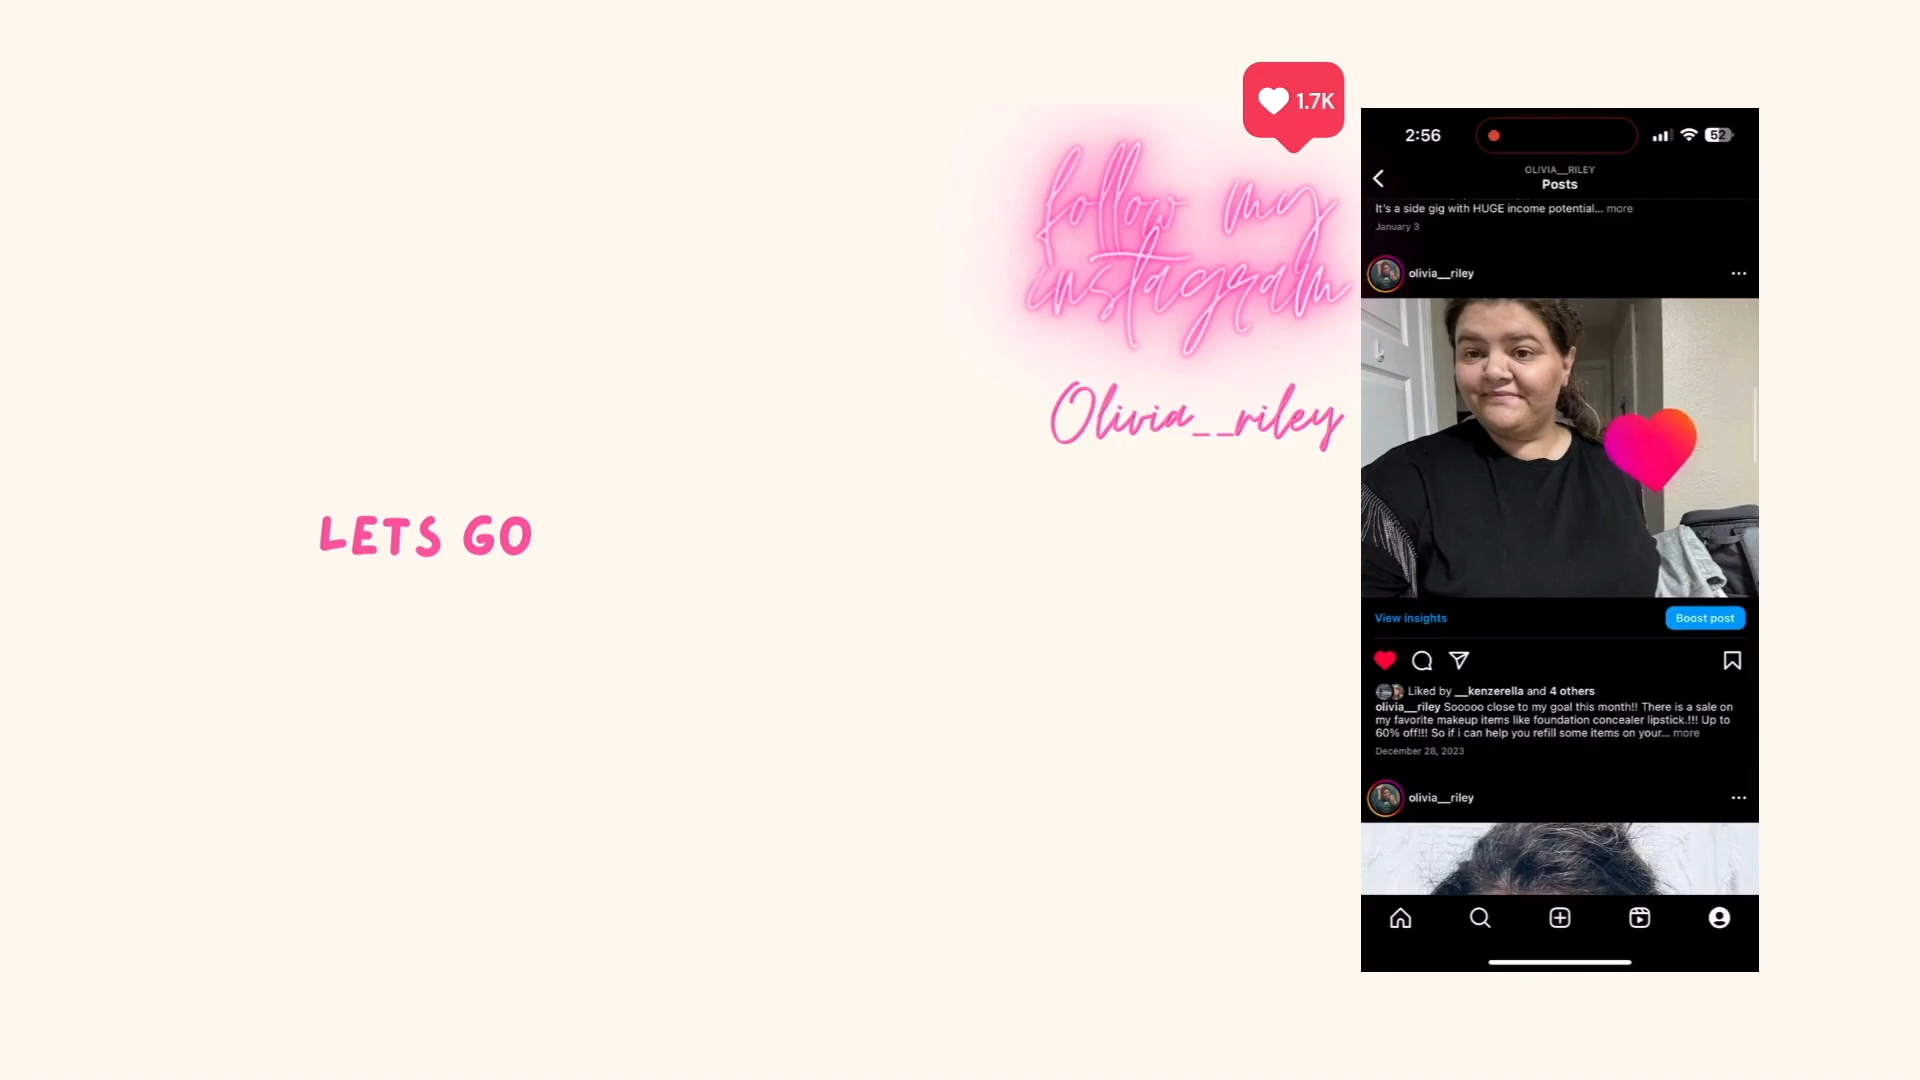 1.7K
follow my
instagram
Olivia__riley
LETS GO
2:56
52
OLIVIA__RILEY
Posts
It's a side gig with HUGE income potential... more
January 3
olivia__riley
View insights
Boost post
Liked by __kenzerella and 4 others
olivia__riley Sooooo close to my goal this month!! There is a sale on
my favorite makeup items like foundation concealer lipstick.!!! Up to
60% off!!! So if i can help you refill some items on your... more
December 28, 2023
olivia__riley